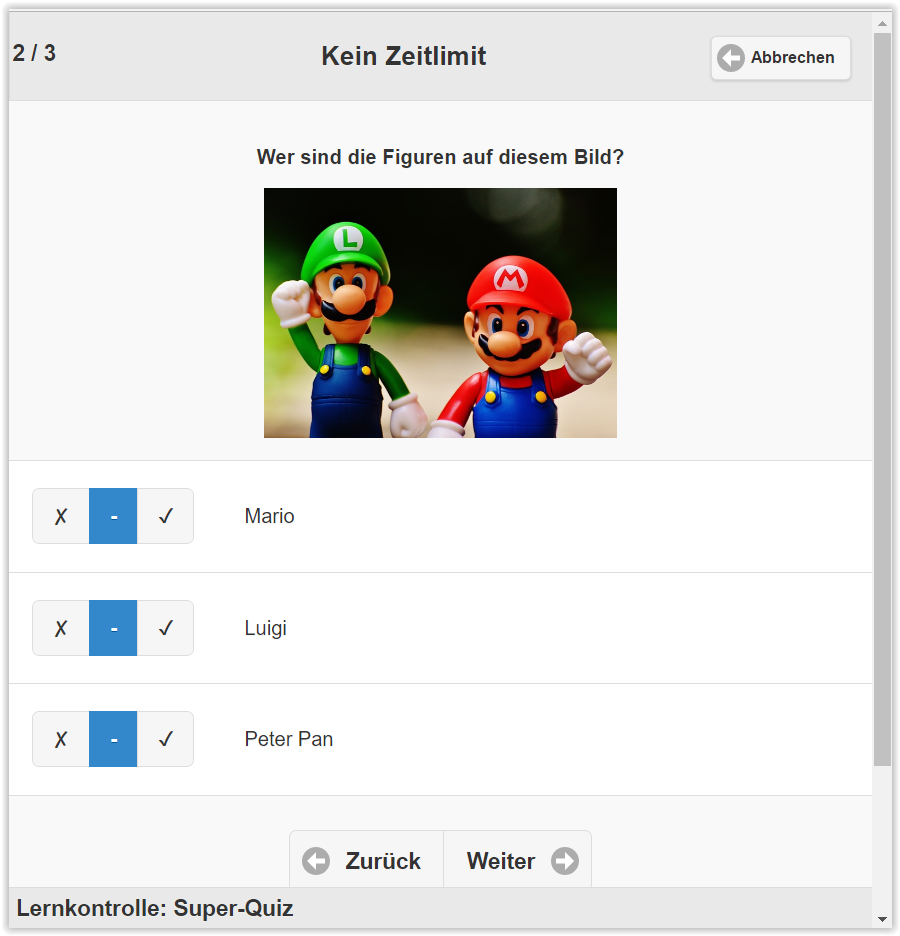 2 / 3
Kein Zeitlimit
Abbrechen
Wer sind die Figuren auf diesem Bild?
L
M
✗ - ✓ Mario
✗ - ✓ Luigi
✗ - ✓ Peter Pan
Zurück Weiter
Lernkontrolle: Super-Quiz